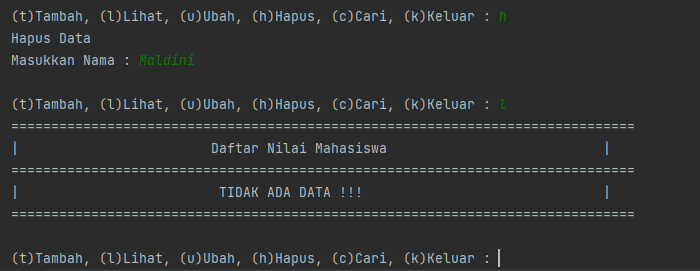 (t)Tambah, (l)Lihat, (u)Ubah, (h)Hapus, (c)Cari, (k)Keluar : h
Hapus Data
Masukkan Nama : Maldini
(t)Tambah, (l)Lihat, (u)Ubah, (h)Hapus, (c)Cari, (k)Keluar : l
==============================================================================
|                        Daftar Nilai Mahasiswa                           |
==============================================================================
|                         TIDAK ADA DATA !!!                              |
==============================================================================
(t)Tambah, (l)Lihat, (u)Ubah, (h)Hapus, (c)Cari, (k)Keluar :